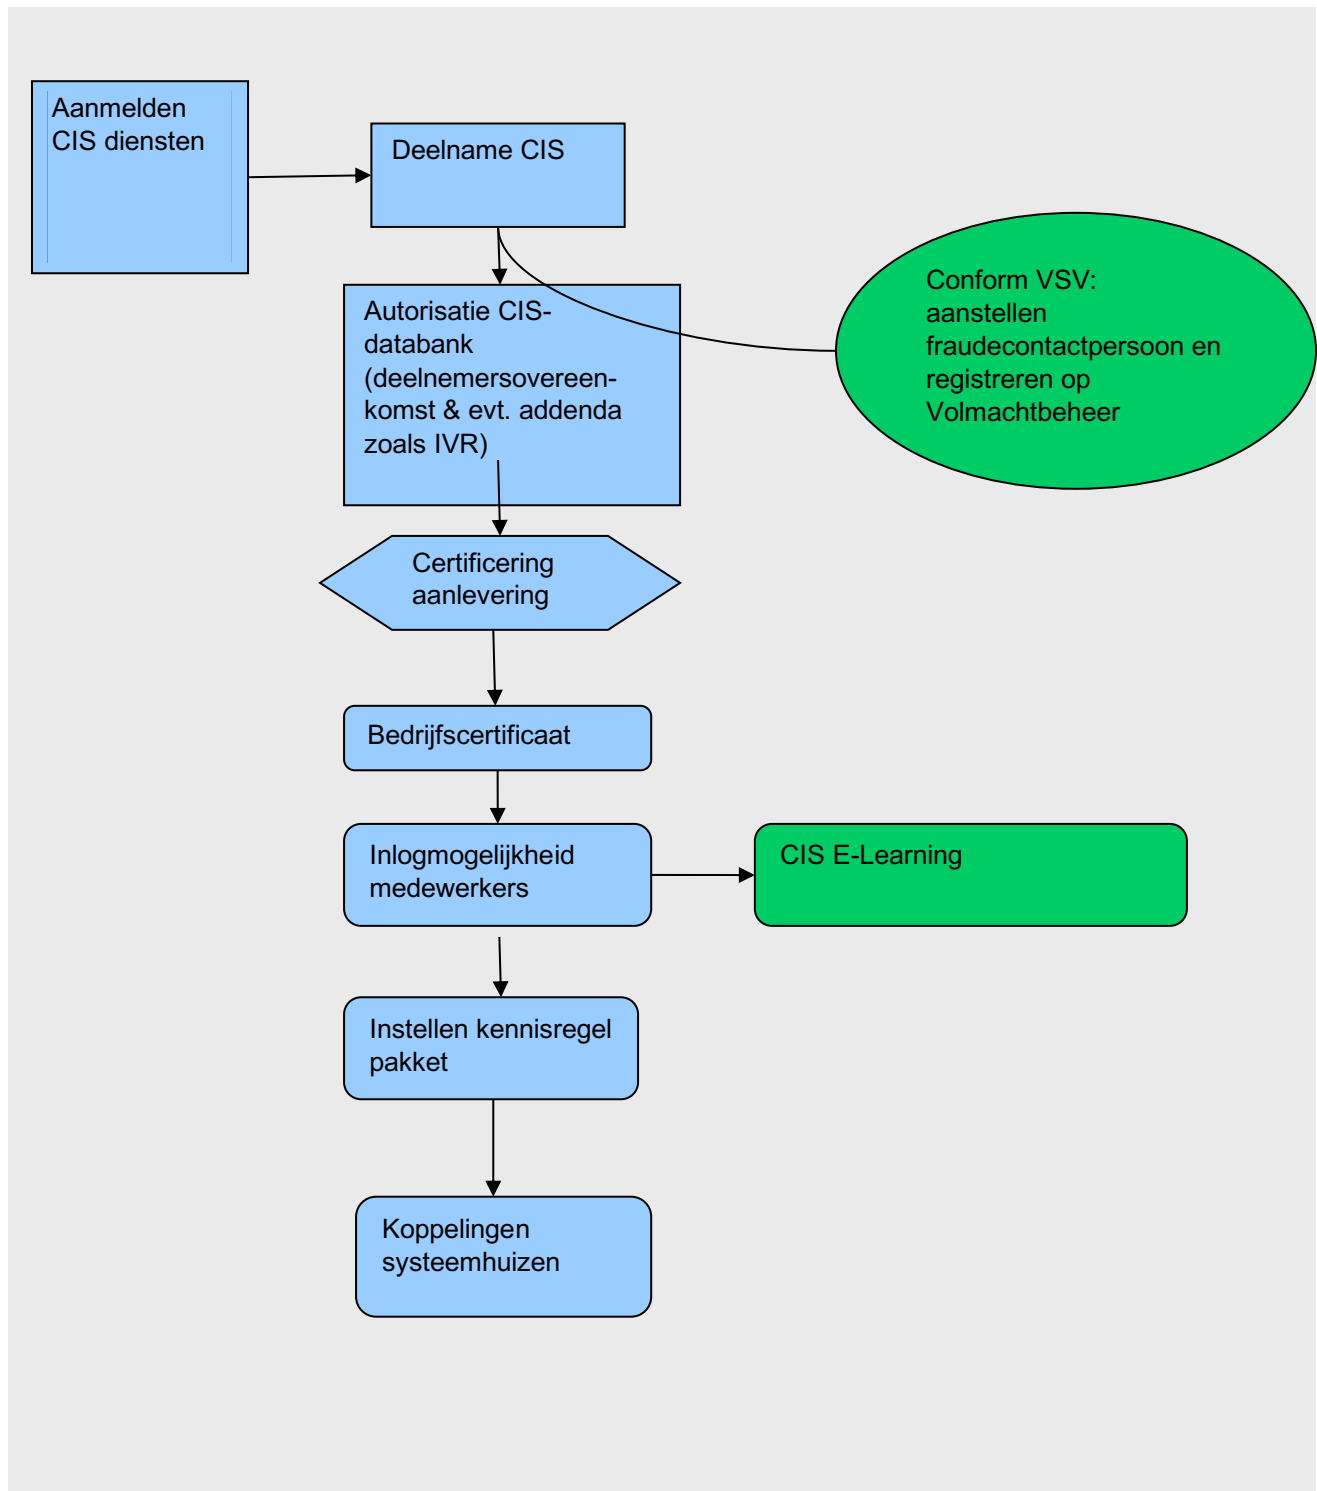 Aanmelden
CIS diensten
Deelname CIS
Conform VSV:
aanstellen
fraudecontactpersoon en
registreren op
Volmachtbeheer
Autorisatie CIS-
databank
(deelnemersovereen-
komst & evt. addenda
zoals IVR)
Certificering
aanlevering
Bedrijfscertificaat
Inlogmogelijkheid
medewerkers
CIS E-Learning
Instellen kennisregel
pakket
Koppelingen
systeemhuizen